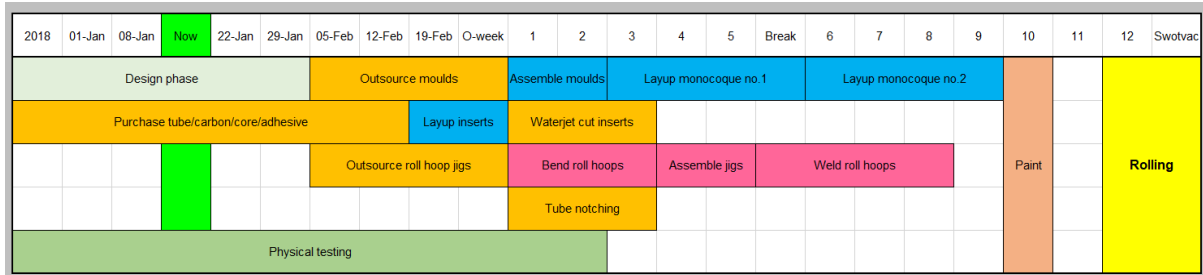 2018 01-Jan 08-Jan Now 22-Jan 29-Jan 05-Feb 12-Feb 19-Feb O-week 1 2 3 4 5 Break 6 7 8 9 10 11 12 Swotvac
Design phase Outsource moulds Assemble moulds Layup monocoque no.1 Layup monocoque no.2
Purchase tube/carbon/core/adhesive Layup inserts Waterjet cut inserts
Outsource roll hoop jigs Bend roll hoops Assemble jigs Weld roll hoops Paint Rolling
Tube notching
Physical testing